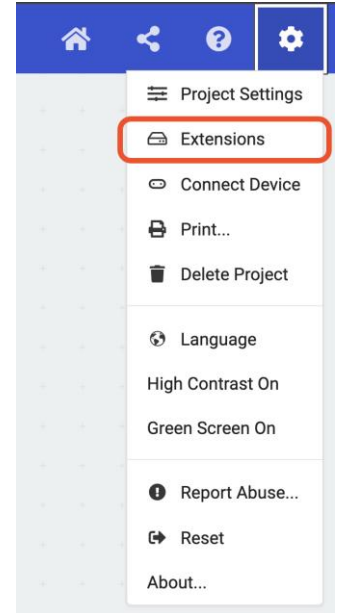 Project Settings
Extensions
Connect Device
Print...
Delete Project
Language
High Contrast On
Green Screen On
Report Abuse...
Reset
About...